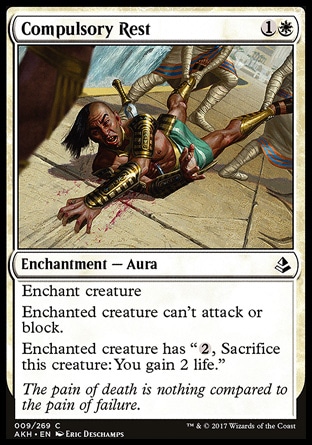 Compulsory Rest 1
Enchantment — Aura
Enchant creature
Enchanted creature can't attack or
block.
Enchanted creature has “2, Sacrifice
this creature: You gain 2 life.”
The pain of death is nothing compared to
the pain of failure.
009/269 C
AKH • EN Eric Deschamps
™ & © 2017 Wizards of the Coast